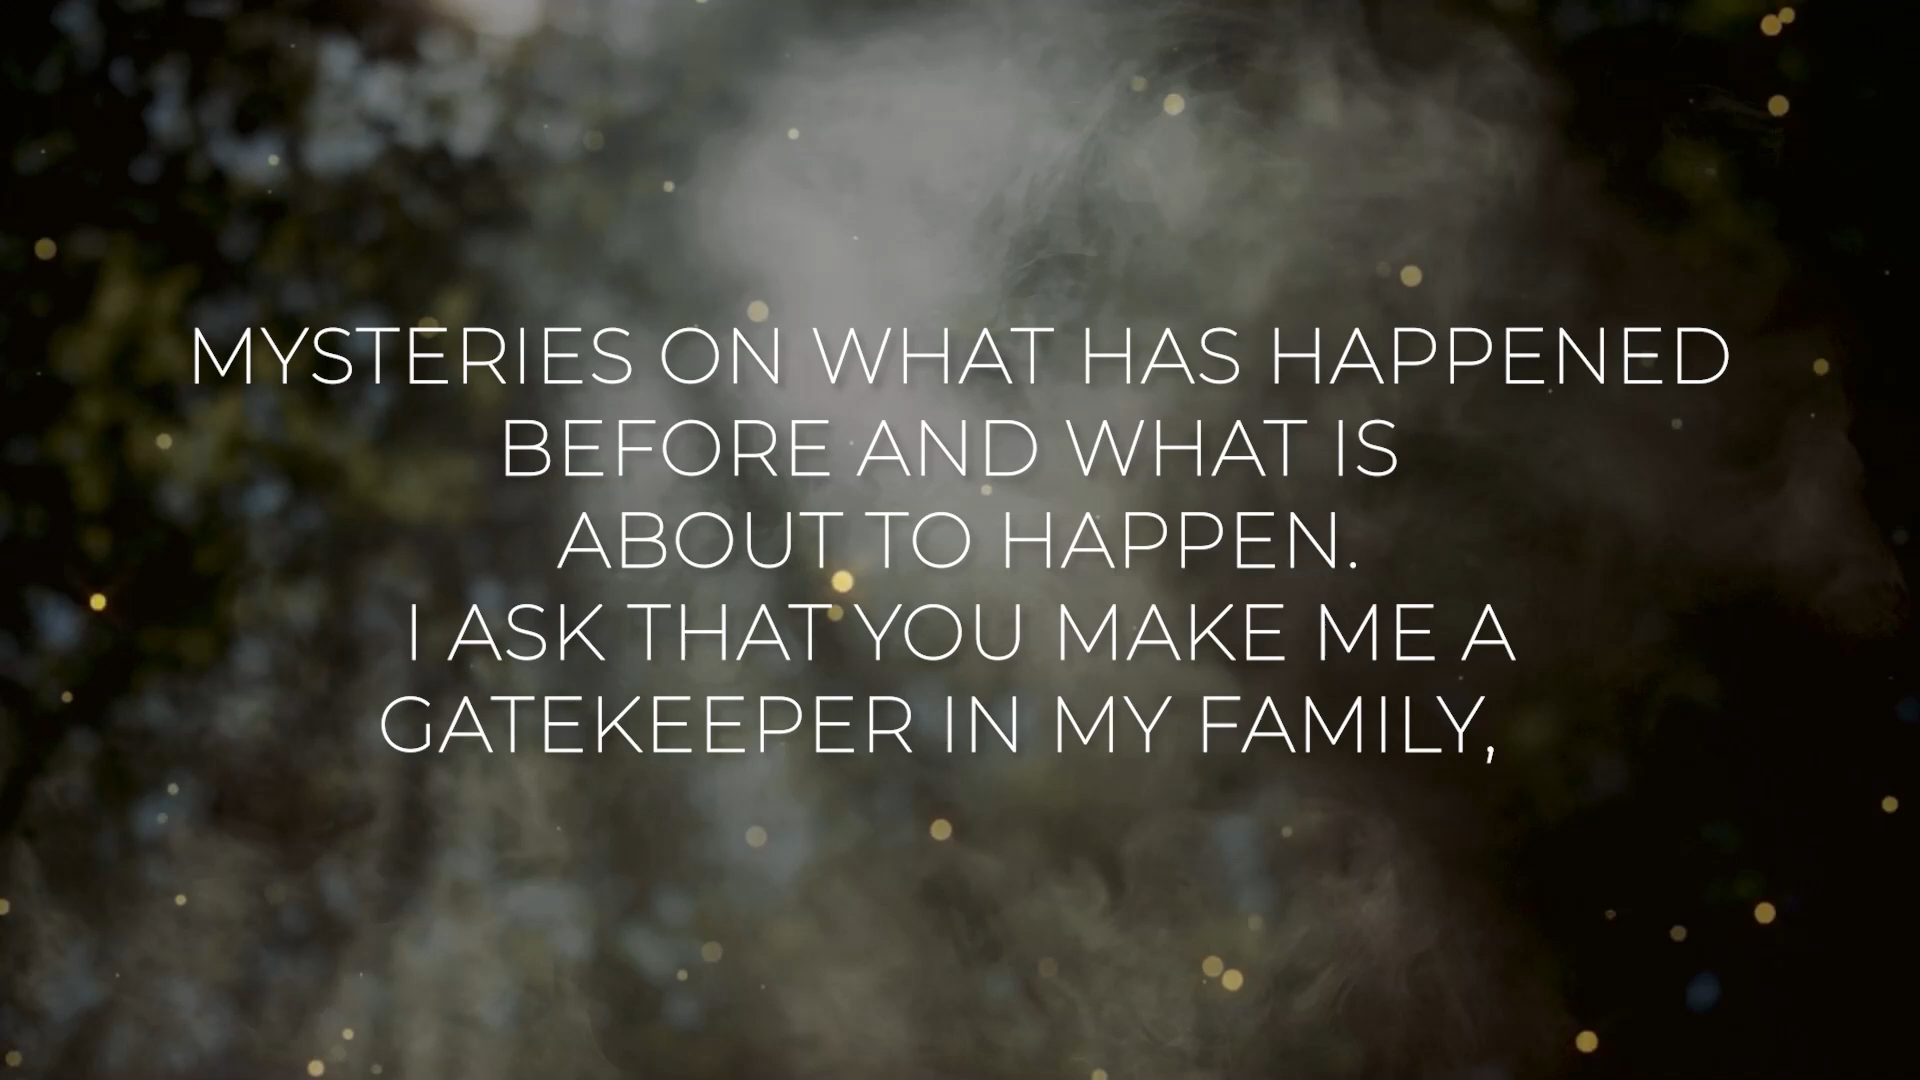 MYSTERIES ON WHAT HAS HAPPENED
BEFORE AND WHAT IS
ABOUT TO HAPPEN.
I ASK THAT YOU MAKE ME A
GATEKEEPER IN MY FAMILY,